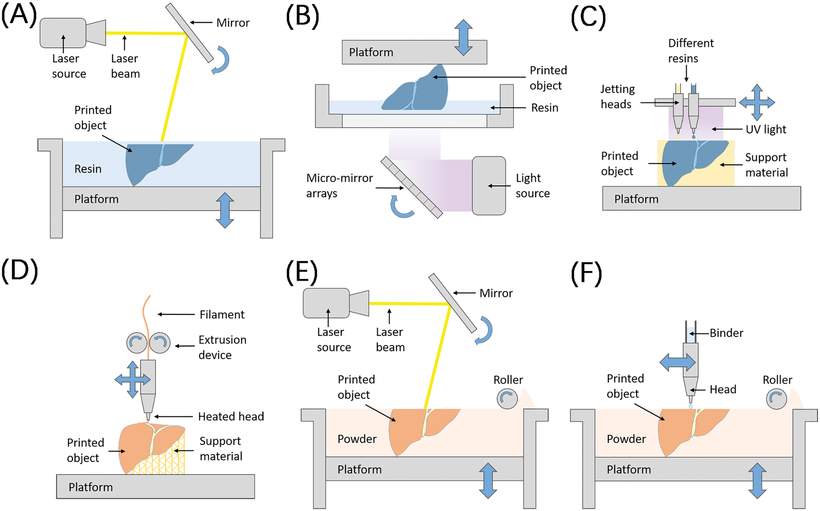 (A)
Laser
source
Laser
beam
Mirror
Printed
object
Resin
Platform
(B)
Platform
Printed
object
Resin
Micro-mirror
arrays
Light
source
(C)
Different
resins
Jetting
heads
UV light
Printed
object
Support
material
Platform
(D)
Filament
Extrusion
device
Heated head
Printed
object
Support
material
Platform
(E)
Laser
source
Laser
beam
Mirror
Printed
object
Roller
Powder
Platform
(F)
Binder
Head
Printed
object
Roller
Powder
Platform